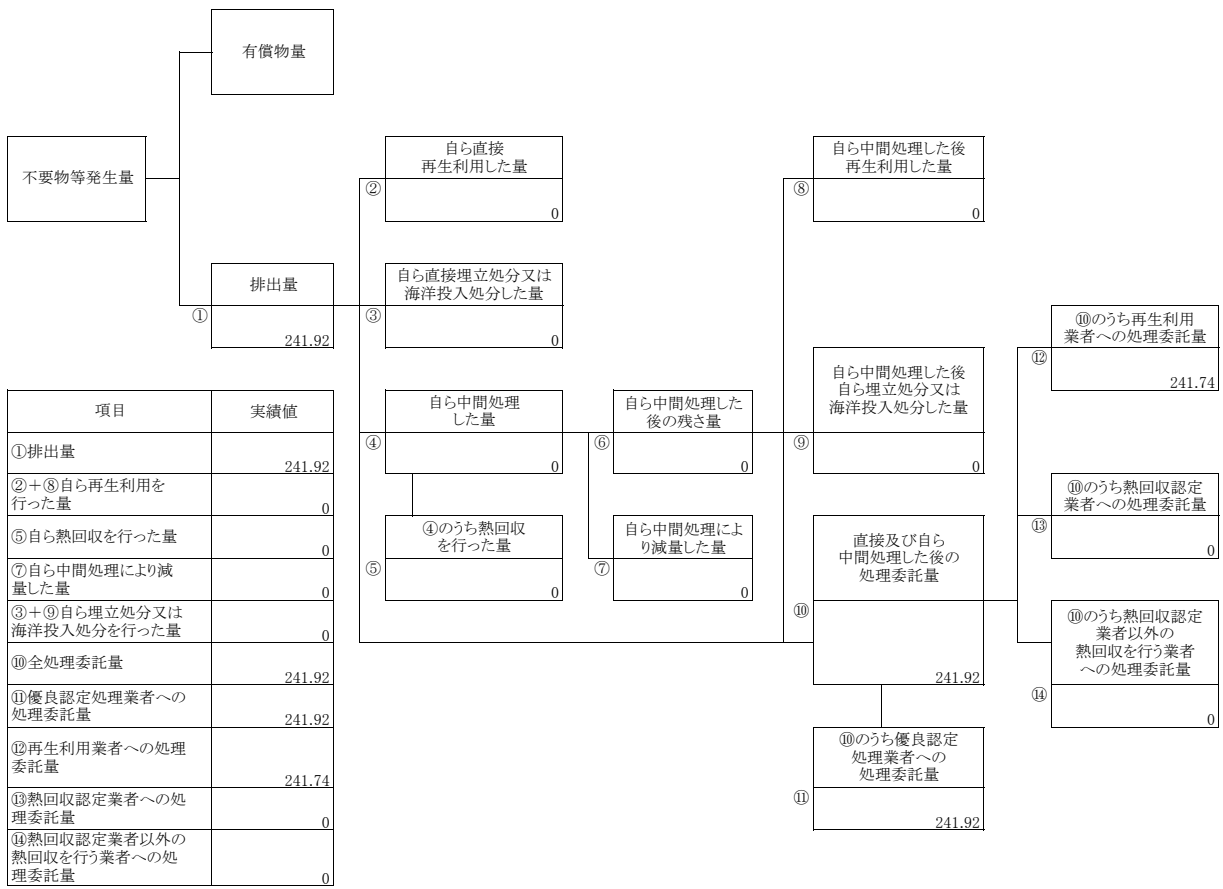 有償物量
不要物等発生量
排出量
①
241.92
自ら直接
再生利用した量
②
0
自ら直接埋立処分又は
海洋投入処分した量
③
0
自ら中間処理
した量
④
0
④のうち熱回収
を行った量
⑤
0
自ら中間処理した
後の残さ量
⑥
0
自ら中間処理によ
り減量した量
⑦
0
自ら中間処理した後
再生利用した量
⑧
0
自ら中間処理した後
自ら埋立処分又は
海洋投入処分した量
⑨
0
直接及び自ら
中間処理した後の
処理委託量
⑩
241.92
⑩のうち優良認定
処理業者への
処理委託量
⑪
241.92
⑩のうち再生利用
業者への処理委託量
⑫
241.74
⑩のうち熱回収認定
業者への処理委託量
⑬
0
⑩のうち熱回収認定
業者以外の
熱回収を行う業者
への処理委託量
⑭
0
項目 実績値
①排出量
241.92
②+⑧自ら再生利用を
行った量
0
⑤自ら熱回収を行った量
0
⑦自ら中間処理により減
量した量
0
③+⑨自ら埋立処分又は
海洋投入処分を行った量
0
⑩全処理委託量
241.92
⑪優良認定処理業者への
処理委託量
241.92
⑫再生利用業者への処理
委託量
241.74
⑬熱回収認定業者への処
理委託量
0
⑭熱回収認定業者以外の
熱回収を行う業者への処
理委託量
0